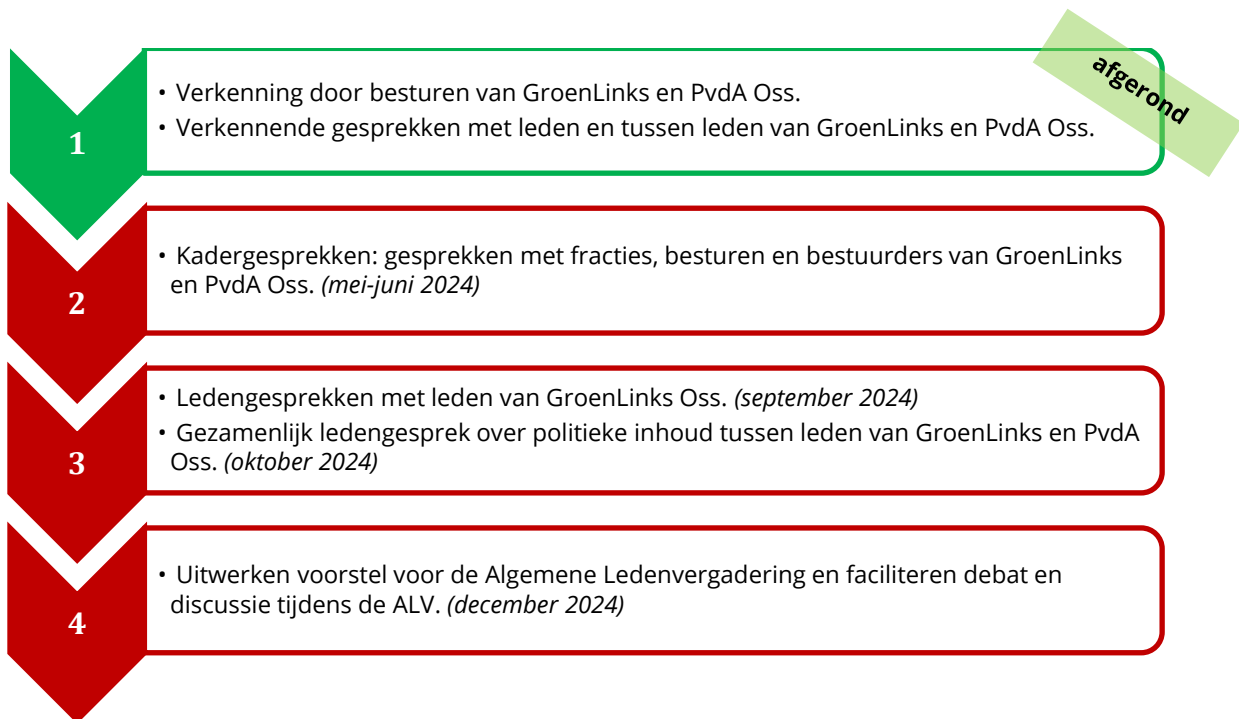 afgerond
1
• Verkenning door besturen van GroenLinks en PvdA Oss.
• Verkennende gesprekken met leden en tussen leden van GroenLinks en PvdA Oss.
2
• Kadergesprekken: gesprekken met fracties, besturen en bestuurders van GroenLinks
en PvdA Oss. (mei-juni 2024)
3
• Ledengesprekken met leden van GroenLinks Oss. (september 2024)
• Gezamenlijk ledengesprek over politieke inhoud tussen leden van GroenLinks en PvdA
Oss. (oktober 2024)
4
• Uitwerken voorstel voor de Algemene Ledenvergadering en faciliteren debat en
discussie tijdens de ALV. (december 2024)